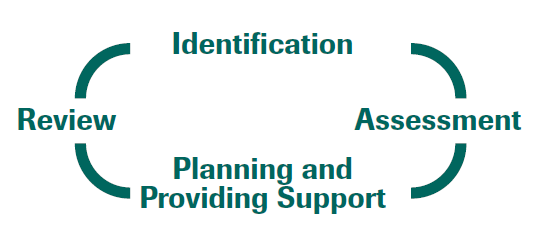 Identification
Review
Assessment
Planning and
Providing Support